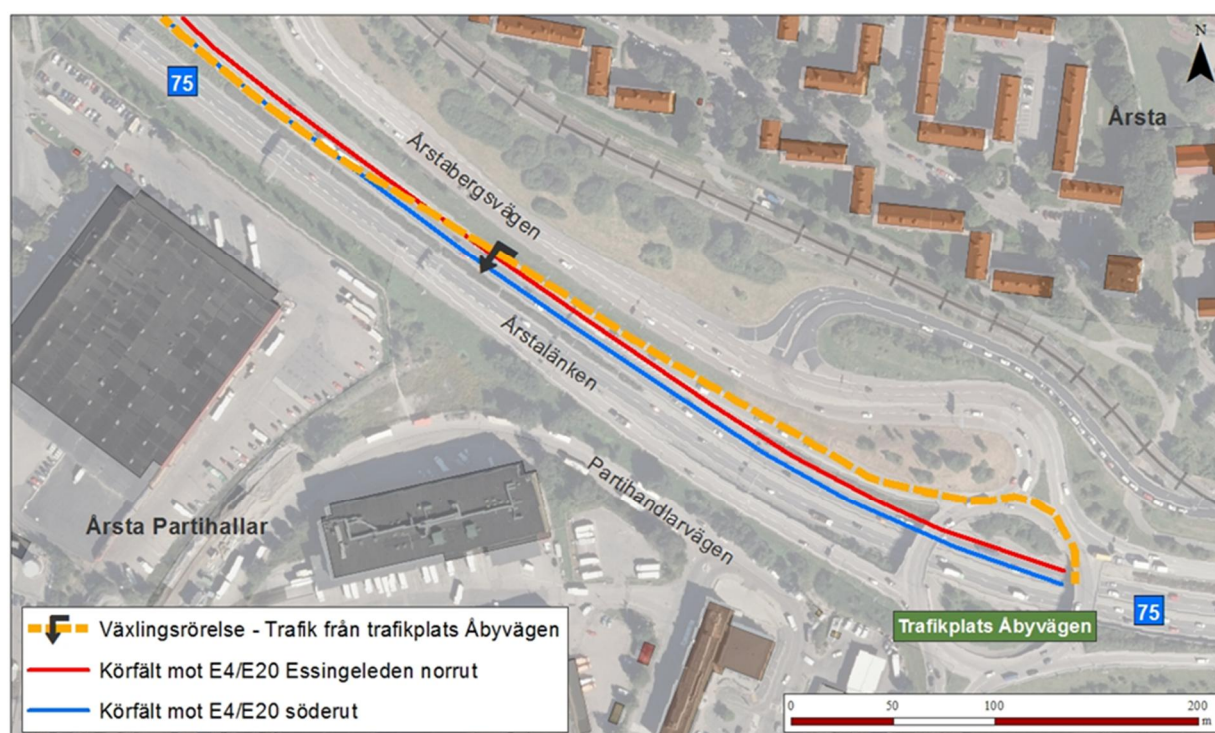 N
75
Årsta
Årstabergsvägen
Årstalänken
Partihandlarvägen
Årsta Partihallar
75
Trafikplats Åbyvägen
Växlingsrörelse - Trafik från trafikplats Åbyvägen
Körfält mot E4/E20 Essingeleden norrut
Körfält mot E4/E20 söderut
0 50 100 200
m